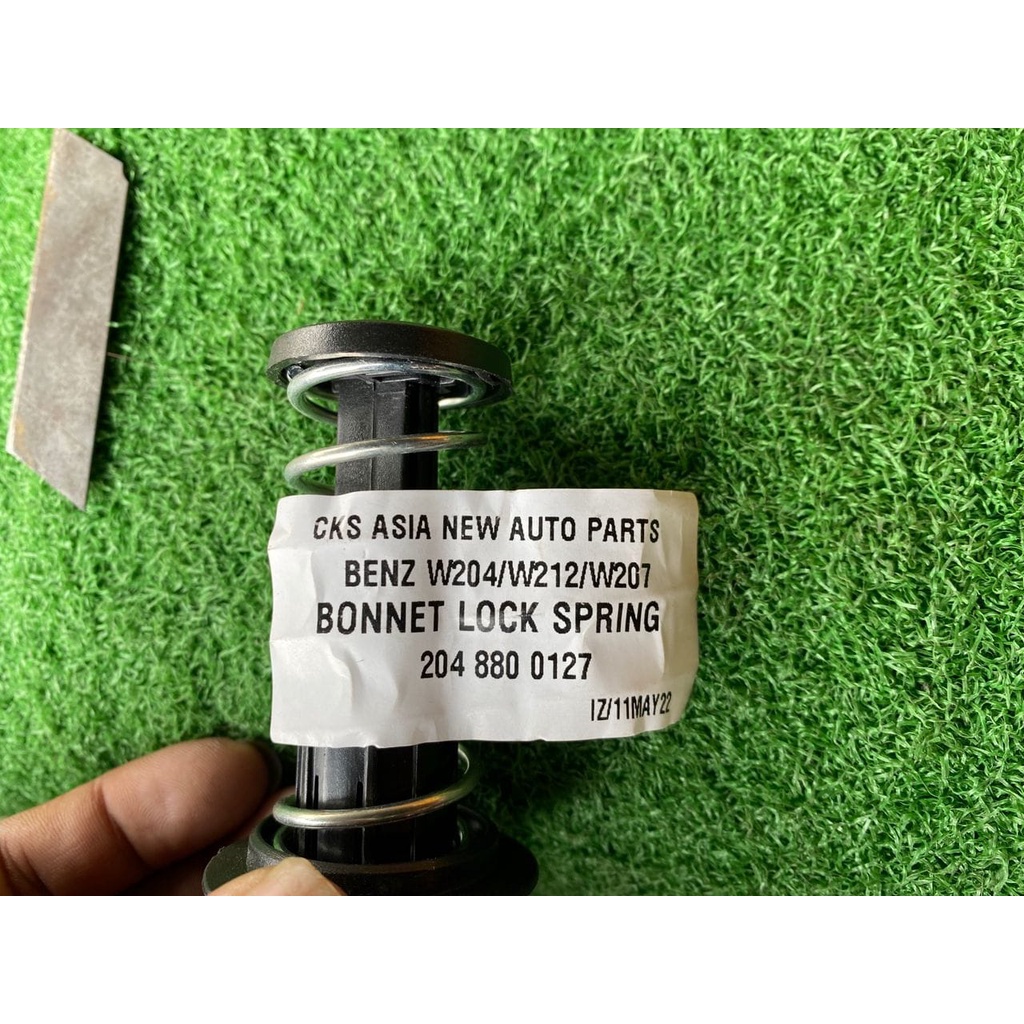 CKS ASIA NEW AUTO PARTS
BENZ W204/W212/W207
BONNET LOCK SPRING
204 880 0127
IZ/11MAY22